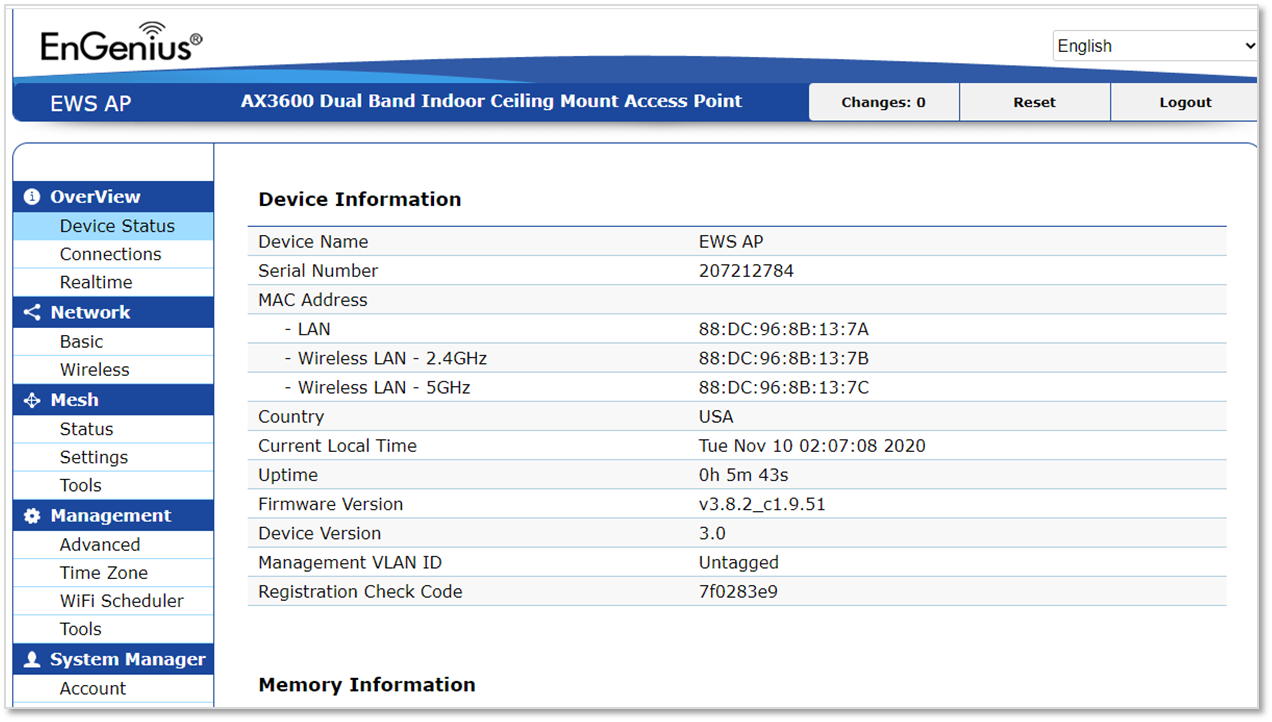 EnGenius®
English
EWS AP
AX3600 Dual Band Indoor Ceiling Mount Access Point
Changes: 0
Reset
Logout
OverView
Device Status
Connections
Realtime
Network
Basic
Wireless
Mesh
Status
Settings
Tools
Management
Advanced
Time Zone
WiFi Scheduler
Tools
System Manager
Account
Device Information
Device Name EWS AP
Serial Number 207212784
MAC Address
- LAN 88:DC:96:8B:13:7A
- Wireless LAN - 2.4GHz 88:DC:96:8B:13:7B
- Wireless LAN - 5GHz 88:DC:96:8B:13:7C
Country USA
Current Local Time Tue Nov 10 02:07:08 2020
Uptime 0h 5m 43s
Firmware Version v3.8.2_c1.9.51
Device Version 3.0
Management VLAN ID Untagged
Registration Check Code 7f0283e9
Memory Information